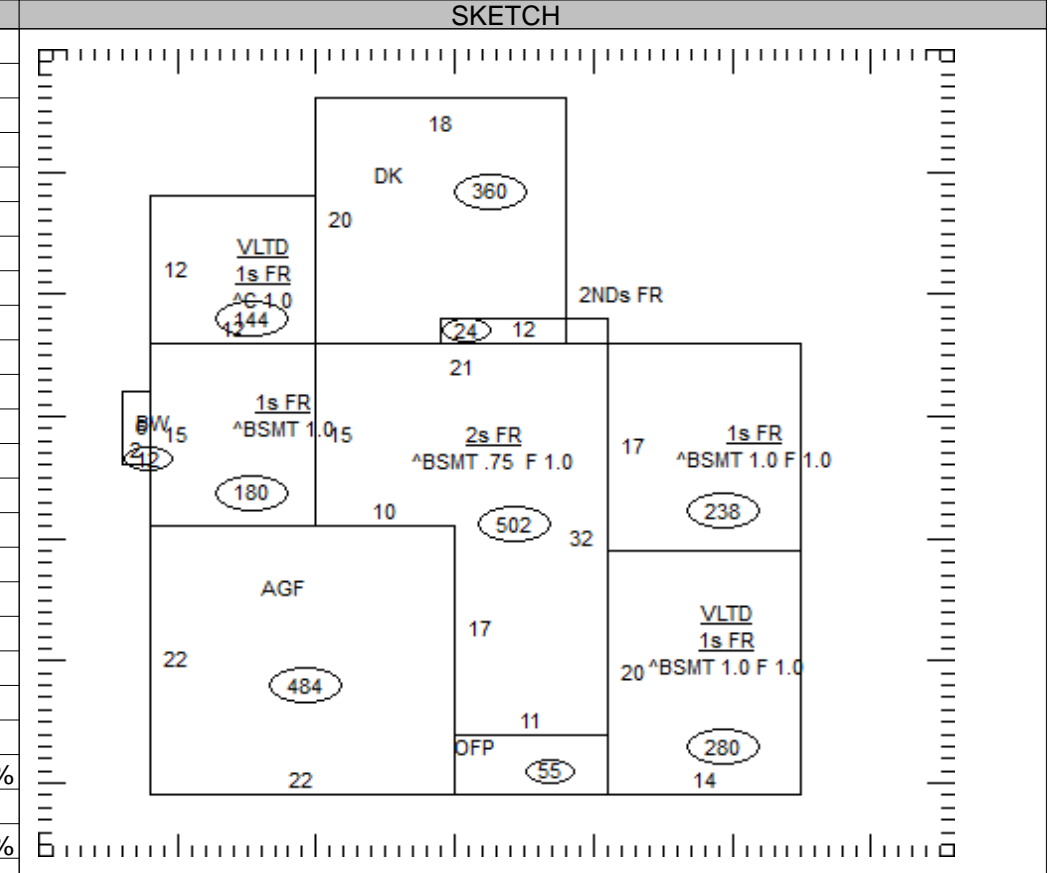 SKETCH
18
DK
360
20
VLTD
1s FR
^C 1.0
144
12
12
2NDs FR
24
12
21
BW
6
2
12
15
1s FR
^BSMT 1.0
180
15
2s FR
^BSMT .75 F 1.0
502
32
10
17
1s FR
^BSMT 1.0 F 1.0
238
AGF
22
484
22
17
11
OFP
55
VLTD
1s FR
20
^BSMT 1.0 F 1.0
280
14
%
%